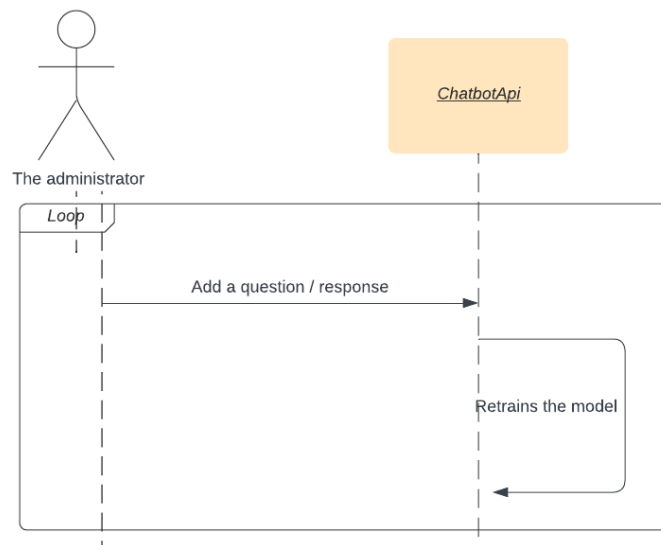 ChatbotApi
The administrator
Loop
Add a question / response
Retrains the model